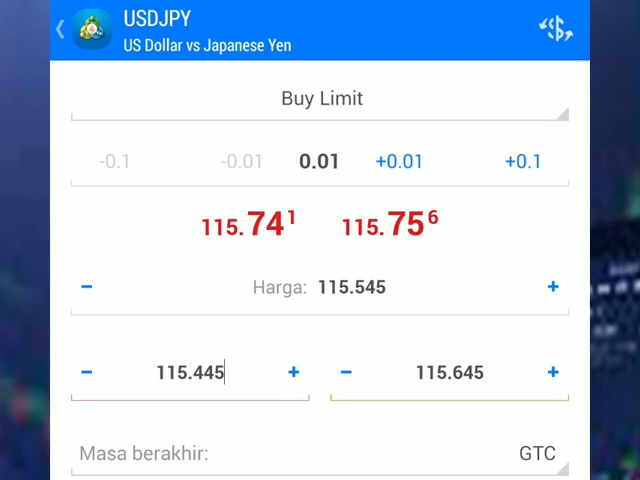 USDJPY
US Dollar vs Japanese Yen
Buy Limit
-0.1 -0.01 0.01 +0.01 +0.1
115.741 115.756
- Harga: 115.545 +
- 115.445 + - 115.645 +
Masa berakhir: GTC